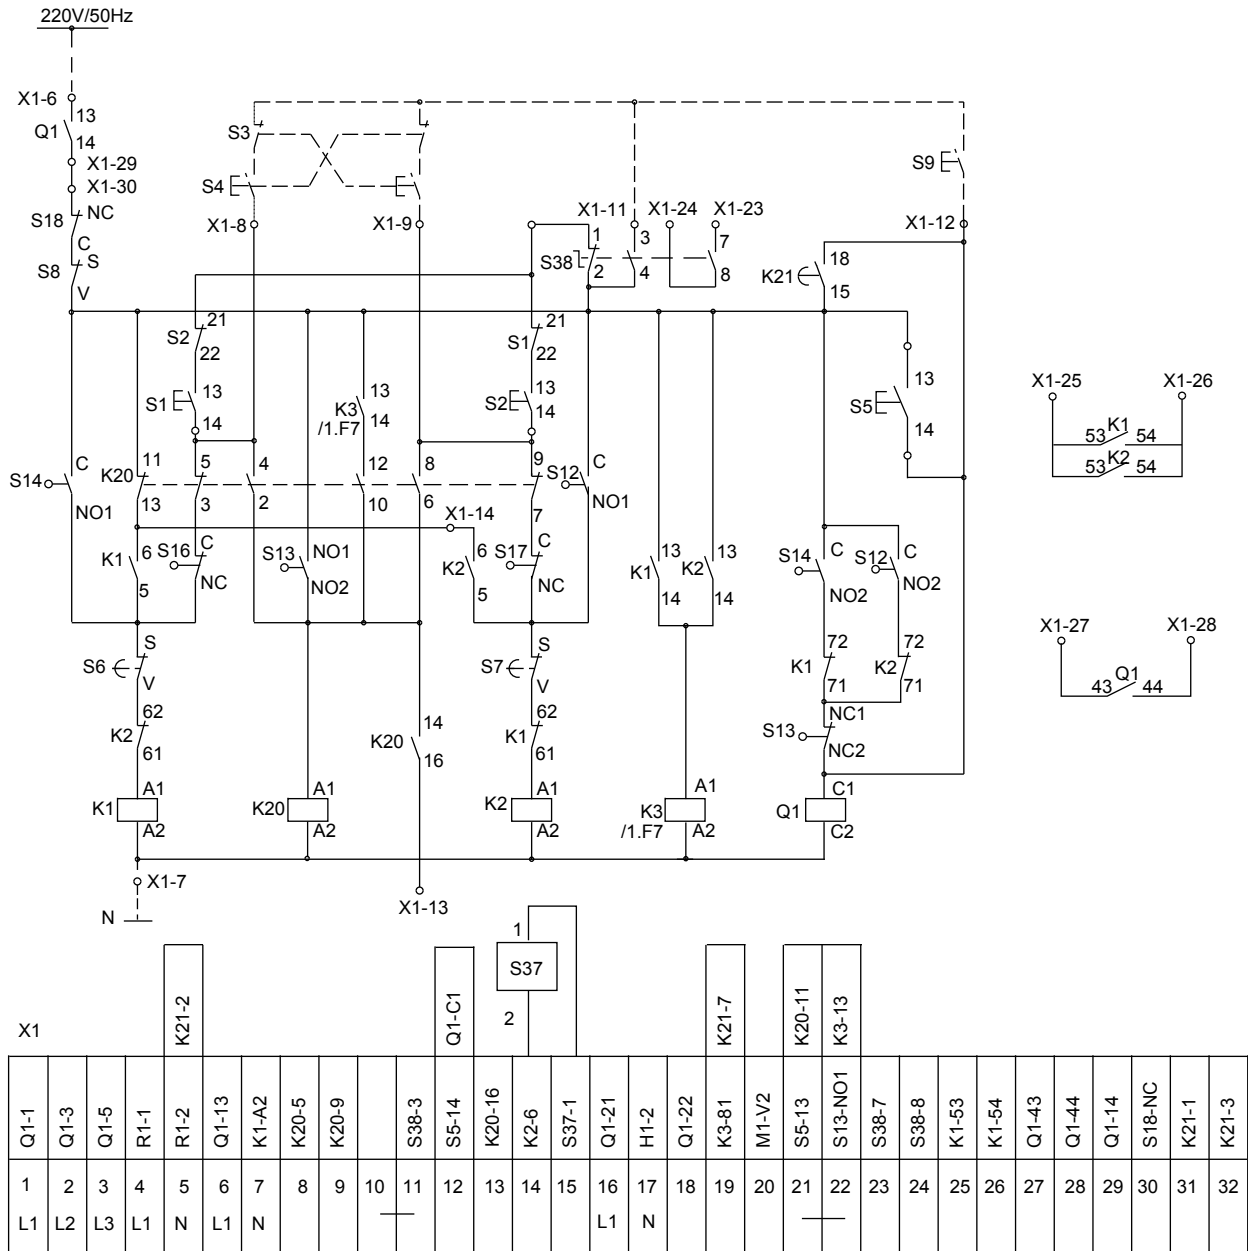 220V/50Hz
X1-6
13
Q1
14
X1-29
X1-30
S18
NC
C
S8
S
V
S3
S4
X1-8
X1-9
X1-11
X1-24
X1-23
S9
X1-12
1
S38
2
3
4
7
8
K21
18
15
S2
21
22
S1
21
22
S1
13
14
K3
/1.F7
13
14
S2
13
14
S5
13
14
X1-25
X1-26
53
K1
54
53
K2
54
S14
C
NO1
K20
11
13
5
3
4
2
12
10
8
6
9
7
S12
C
NO1
X1-14
K1
6
5
S16
C
NC
S13
NO1
NO2
K2
6
5
S17
C
NC
K1
13
14
K2
13
14
S14
C
NO2
S12
C
NO2
X1-27
X1-28
43
Q1
44
S6
S
V
S7
S
V
K1
72
71
K2
72
71
K2
62
61
K20
14
16
K1
62
61
S13
NC1
NC2
K1
A1
A2
K20
A1
A2
K2
A1
A2
K3
/1.F7
A1
A2
Q1
C1
C2
X1-7
N
X1-13
1
S37
2
X1
K21-2
Q1-C1
K21-7
K20-11
K3-13
Q1-1
Q1-3
Q1-5
R1-1
R1-2
Q1-13
K1-A2
K20-5
K20-9
S38-3
S5-14
K20-16
K2-6
S37-1
Q1-21
H1-2
Q1-22
K3-81
M1-V2
S5-13
S13-NO1
S38-7
S38-8
K1-53
K1-54
Q1-43
Q1-44
Q1-14
S18-NC
K21-1
K21-3
1 2 3 4 5 6 7 8 9 10 11 12 13 14 15 16 17 18 19 20 21 22 23 24 25 26 27 28 29 30 31 32
L1 L2 L3 L1 N L1 N L1 N